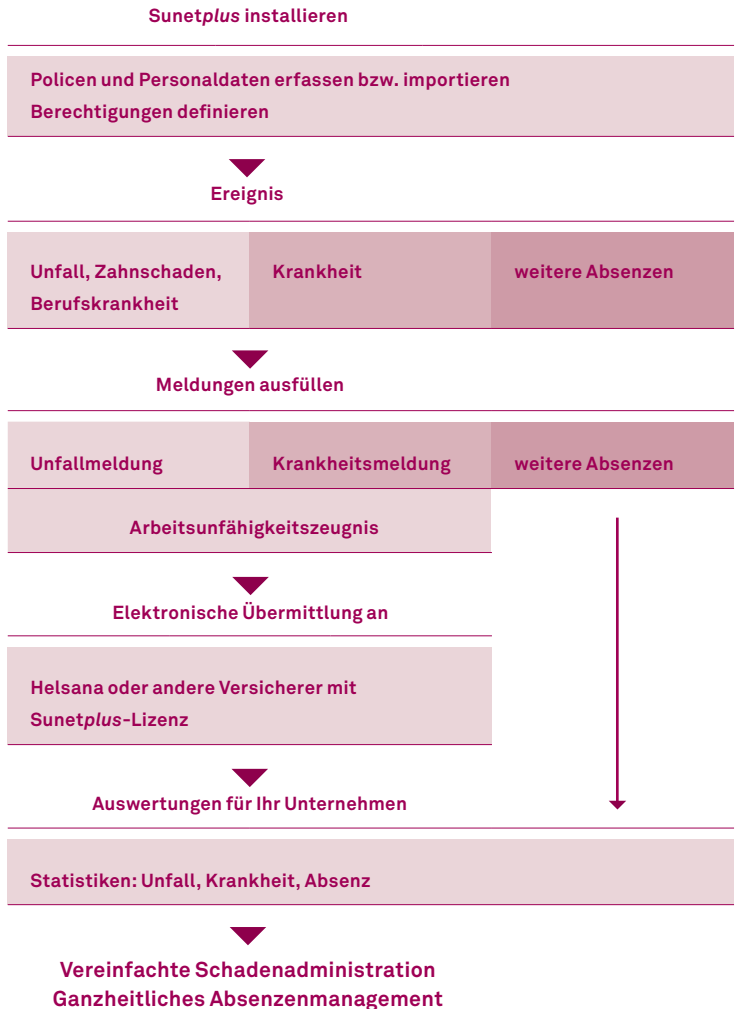 Sunetplus installieren
Policen und Personaldaten erfassen bzw. importieren
Berechtigungen definieren
Ereignis
Unfall, Zahnschaden,
Berufskrankheit
Krankheit
weitere Absenzen
Meldungen ausfüllen
Unfallmeldung
Krankheitsmeldung
weitere Absenzen
Arbeitsunfähigkeitszeugnis
Elektronische Übermittlung an
Helsana oder andere Versicherer mit
Sunetplus-Lizenz
Auswertungen für Ihr Unternehmen
Statistiken: Unfall, Krankheit, Absenz
Vereinfachte Schadenadministration
Ganzheitliches Absenzenmanagement